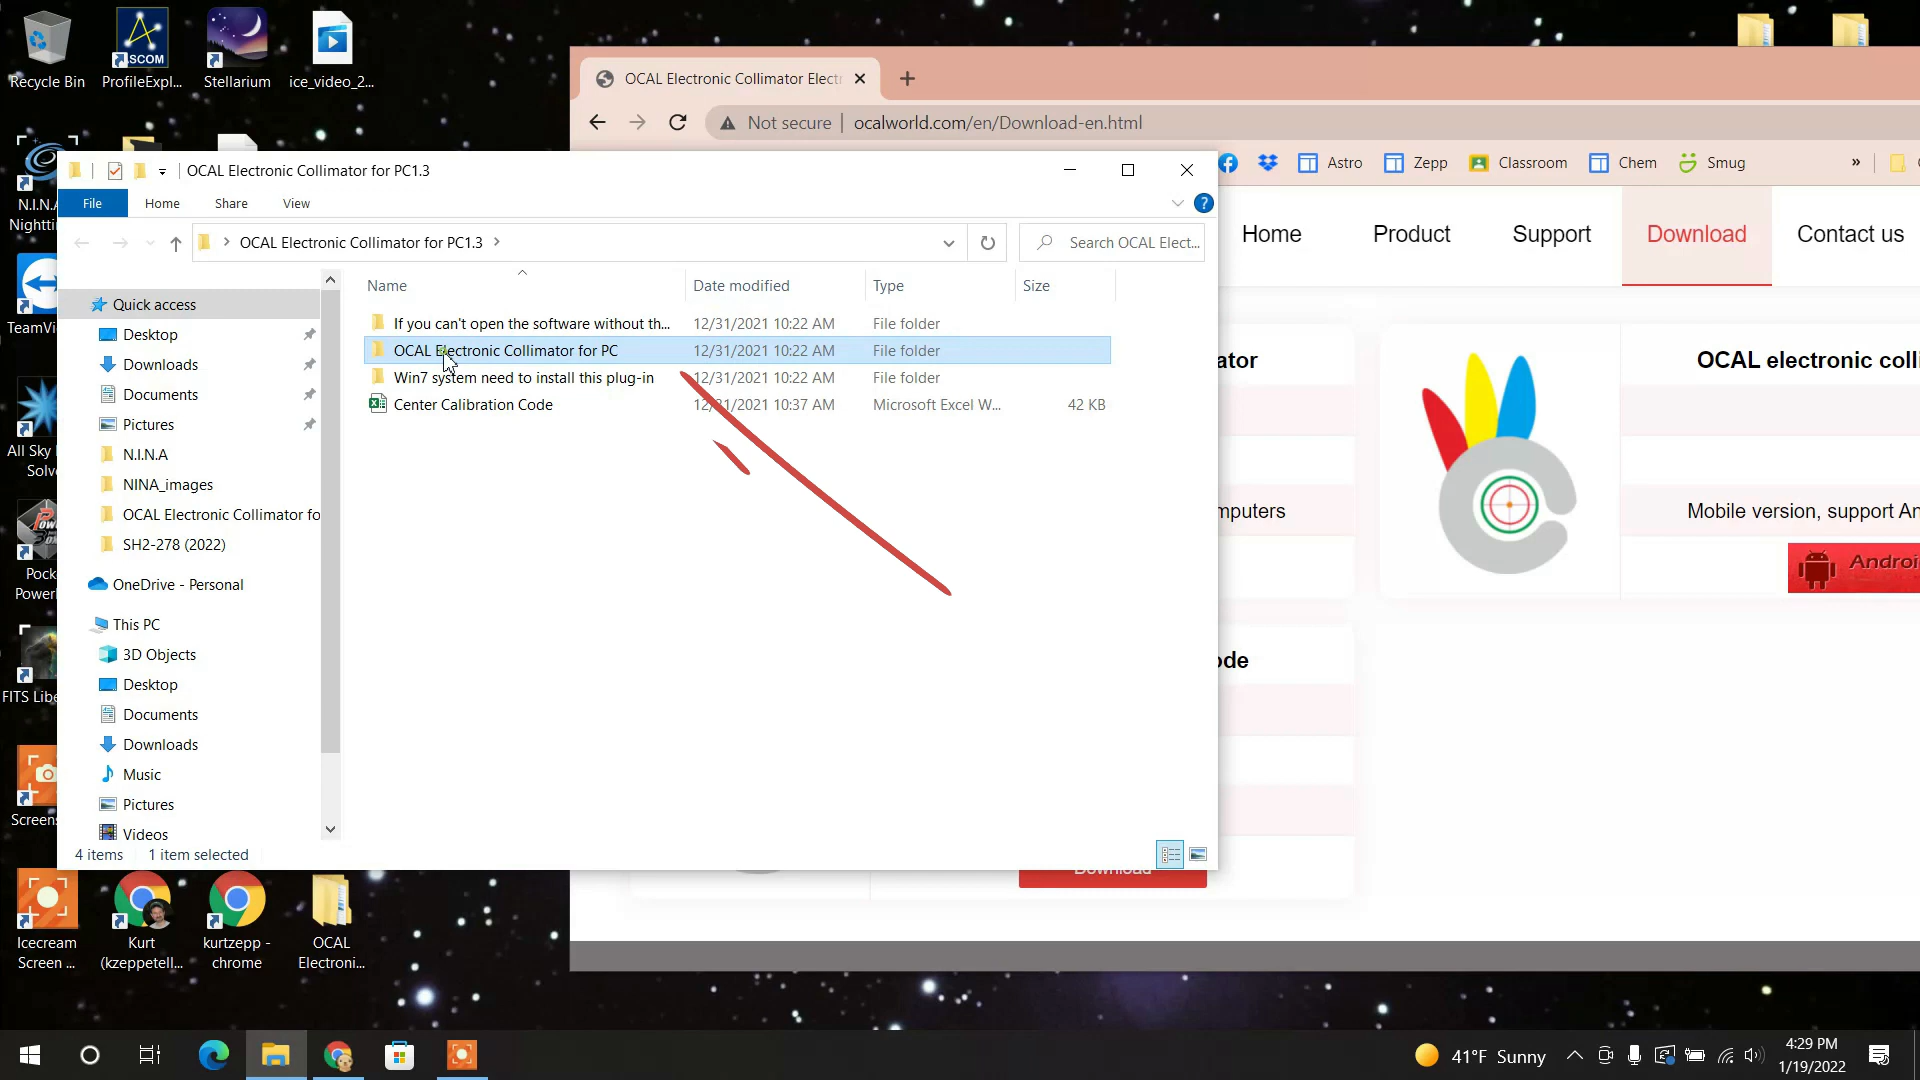 Recycle Bin
ProfileExpl...
Stellarium
ice_video_2...
ASCOM
OCAL Electronic Collimator Elect
Not secure
ocalworld.com/en/Download-en.html
Astro
Zepp
Classroom
Chem
Smug
»
Home
Product
Support
Download
Contact us
OCAL Electronic Collimator for PC1.3
File
Home
Share
View
OCAL Electronic Collimator for PC1.3
Search OCAL Elect...
Name
Date modified
Type
Size
If you can't open the software without th...
12/31/2021 10:22 AM
File folder
OCAL Electronic Collimator for PC
12/31/2021 10:22 AM
File folder
Win7 system need to install this plug-in
12/31/2021 10:22 AM
File folder
Center Calibration Code
12/31/2021 10:37 AM
Microsoft Excel W...
42 KB
Quick access
Desktop
Downloads
Documents
Pictures
N.I.N.A
NINA_images
OCAL Electronic Collimator fo
SH2-278 (2022)
OneDrive - Personal
This PC
3D Objects
Desktop
Documents
Downloads
Music
Pictures
Videos
4 items
1 item selected
N.I.N.A
Nightti
TeamVi
All Sky
Solv
Pock
Power
FITS Libe
Screens
ator
OCAL electronic colli
mputers
Mobile version, support An
Androi
ode
Download
Icecream
Screen ...
Kurt
(kzeppetell...
kurtzepp -
chrome
OCAL
Electroni...
41°F Sunny
4:29 PM
1/19/2022